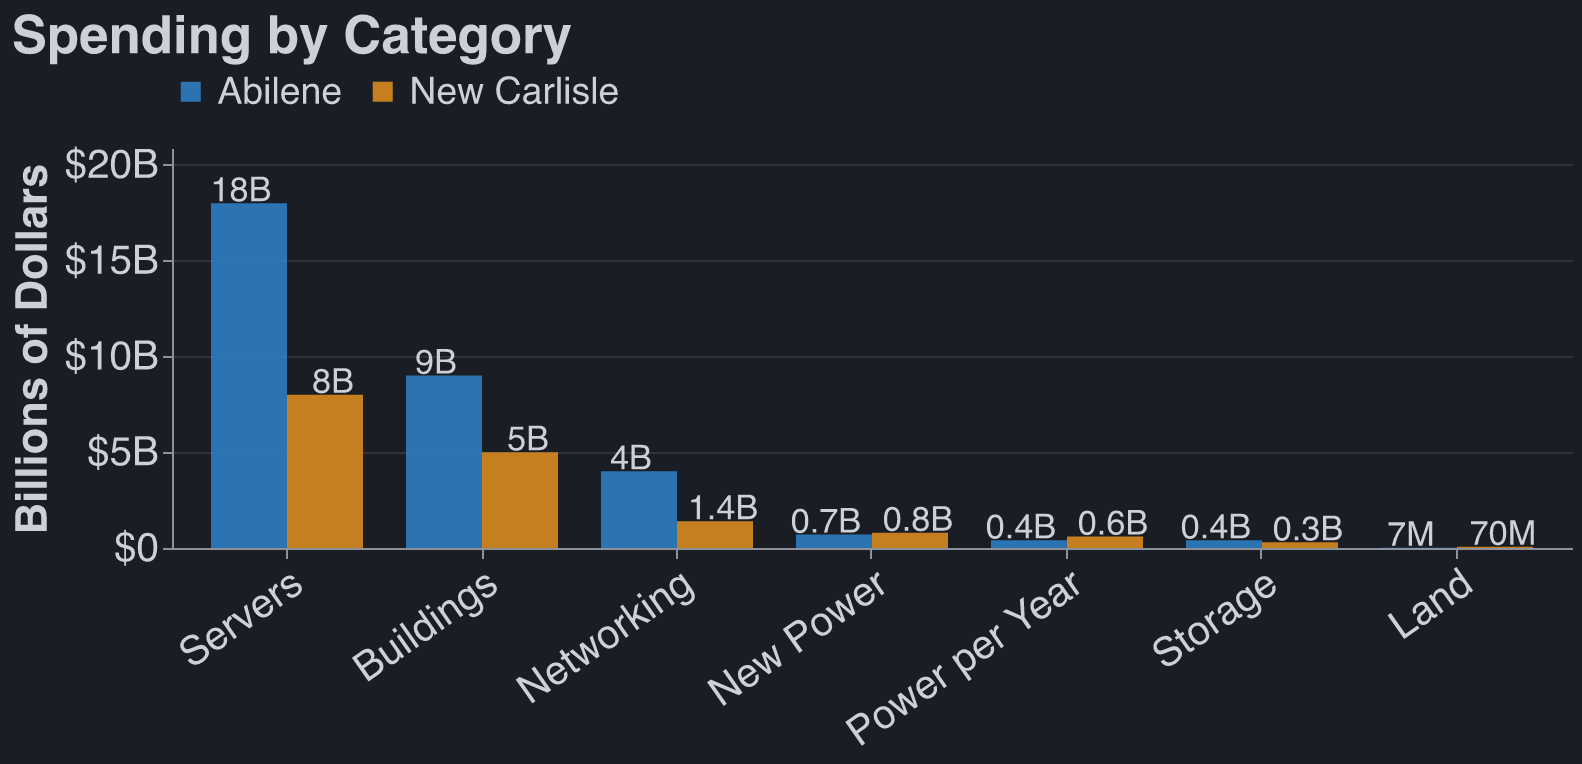 Spending by Category
Abilene
New Carlisle
Billions of Dollars
$20B
$15B
$10B
$5B
$0
18B
8B
9B
5B
4B
1.4B
0.7B
0.8B
0.4B
0.6B
0.4B
0.3B
7M
70M
Servers
Buildings
Networking
New Power
Power per Year
Storage
Land